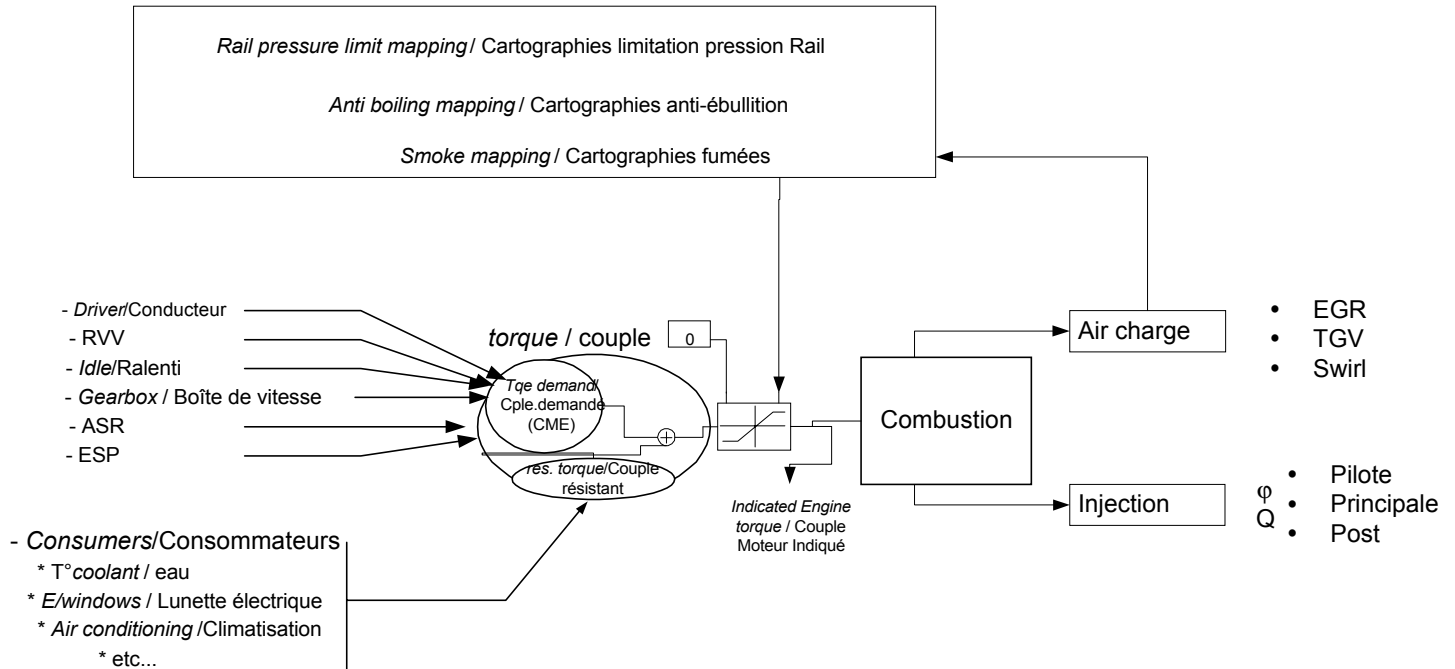 Rail pressure limit mapping / Cartographies limitation pression Rail
Anti boiling mapping / Cartographies anti-ébullition
Smoke mapping / Cartographies fumées
- Driver/Conducteur
- RVV
- Idle/Ralenti
- Gearbox / Boîte de vitesse
- ASR
- ESP
torque / couple
0
Tqe demand/
Cple.demandé
(CME)
res. torque/Couple
résistant
Indicated Engine
torque / Couple
Moteur Indiqué
Combustion
Air charge
• EGR
• TGV
• Swirl
Injection
φ
Q
• Pilote
• Principale
• Post
- Consumers/Consommateurs
* T°coolant / eau
* E/windows / Lunette électrique
* Air conditioning /Climatisation
* etc...